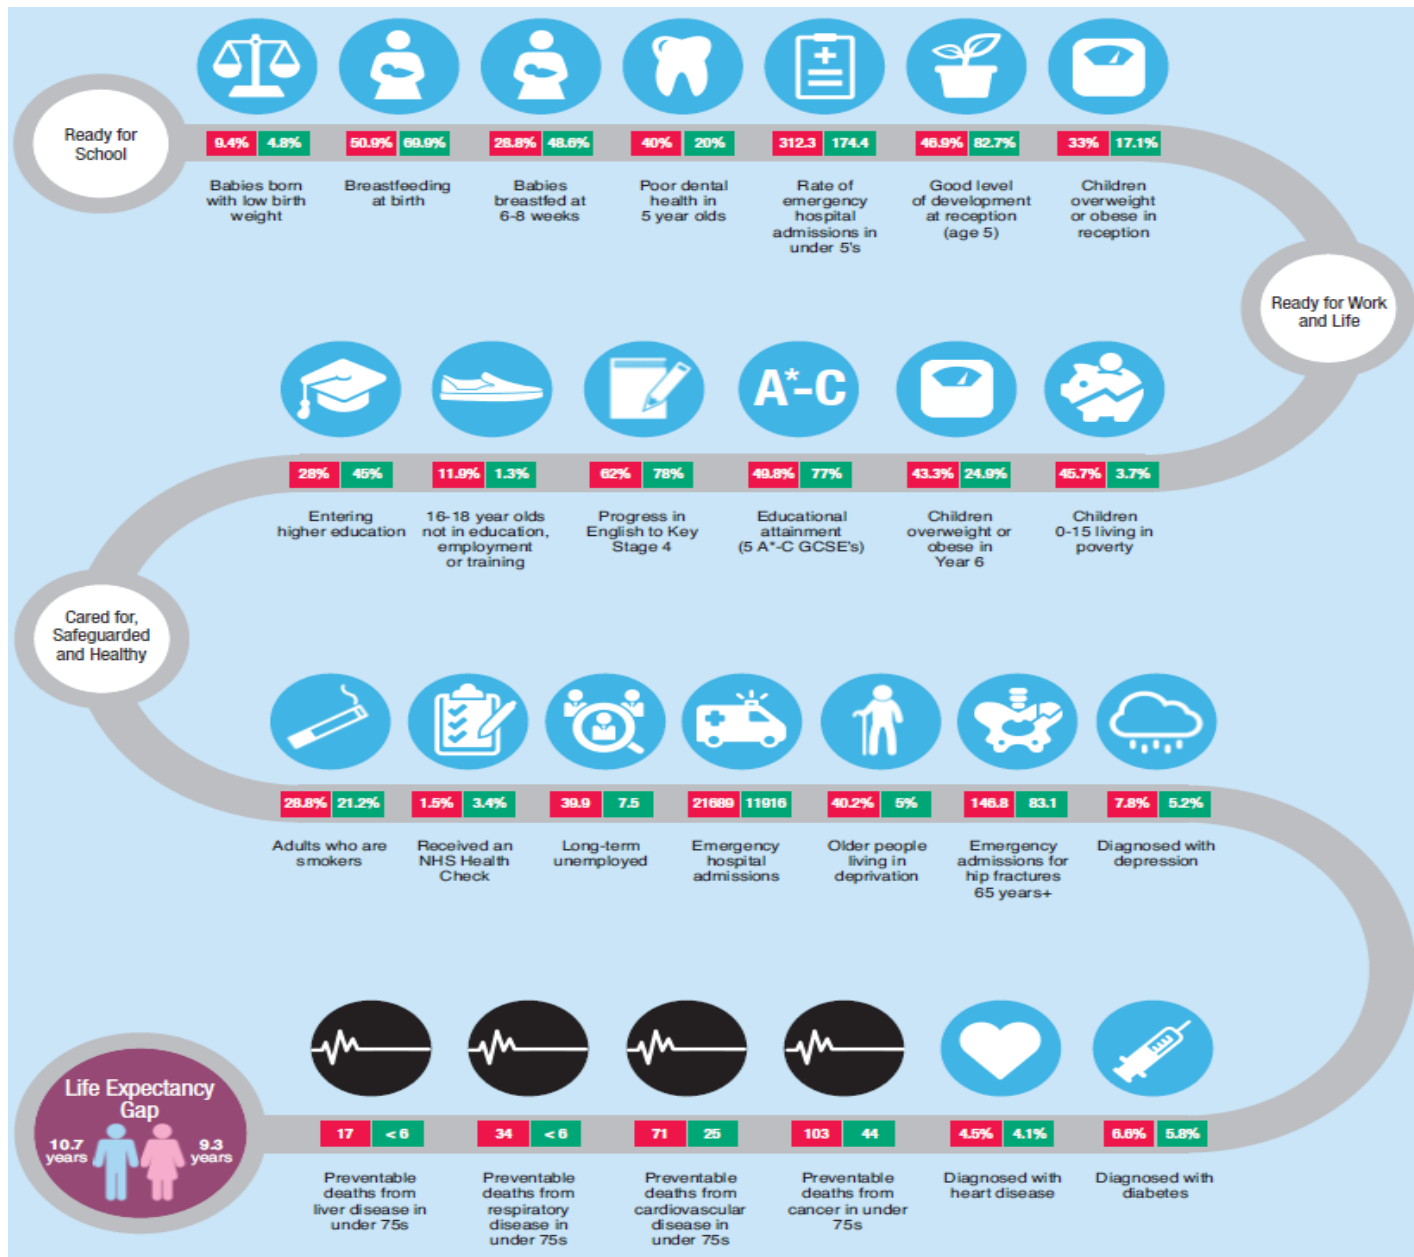 Ready for
School
9.4% 4.8%
50.9% 69.9%
28.8% 48.6%
40% 20%
312.3 174.4
46.9% 82.7%
33% 17.1%
Babies born
with low birth
weight
Breastfeeding
at birth
Babies
breastfed at
6-8 weeks
Poor dental
health in
5 year olds
Rate of
emergency
hospital
admissions in
under 5's
Good level
of development
at reception
(age 5)
Children
overweight
or obese in
reception
Ready for Work
and Life
A*-C
28% 45%
11.9% 1.3%
62% 78%
49.8% 77%
43.3% 24.9%
45.7% 3.7%
Entering
higher education
16-18 year olds
not in education,
employment
or training
Progress in
English to Key
Stage 4
Educational
attainment
(5 A*-C GCSE's)
Children
overweight or
obese in
Year 6
Children
0-15 living in
poverty
Cared for,
Safeguarded
and Healthy
28.8% 21.2%
1.5% 3.4%
39.9 7.5
21689 11916
40.2% 5%
146.8 83.1
7.8% 5.2%
Adults who are
smokers
Received an
NHS Health
Check
Long-term
unemployed
Emergency
hospital
admissions
Older people
living in
deprivation
Emergency
admissions for
hip fractures
65 years+
Diagnosed with
depression
Life Expectancy
Gap
10.7
years
9.3
years
17 < 6
34 < 6
71 25
103 44
4.5% 4.1%
6.6% 5.8%
Preventable
deaths from
liver disease in
under 75s
Preventable
deaths from
respiratory
disease in
under 75s
Preventable
deaths from
cardiovascular
disease in
under 75s
Preventable
deaths from
cancer in under
75s
Diagnosed with
heart disease
Diagnosed with
diabetes